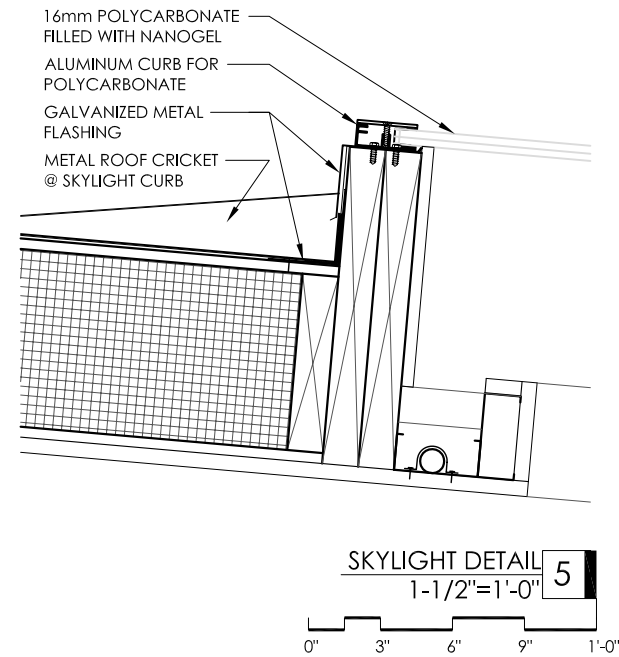 16mm POLYCARBONATE
FILLED WITH NANOGEL
ALUMINUM CURB FOR
POLYCARBONATE
GALVANIZED METAL
FLASHING
METAL ROOF CRICKET
@ SKYLIGHT CURB
SKYLIGHT DETAIL 5
1-1/2"=1'-0"
0" 3" 6" 9" 1'-0"